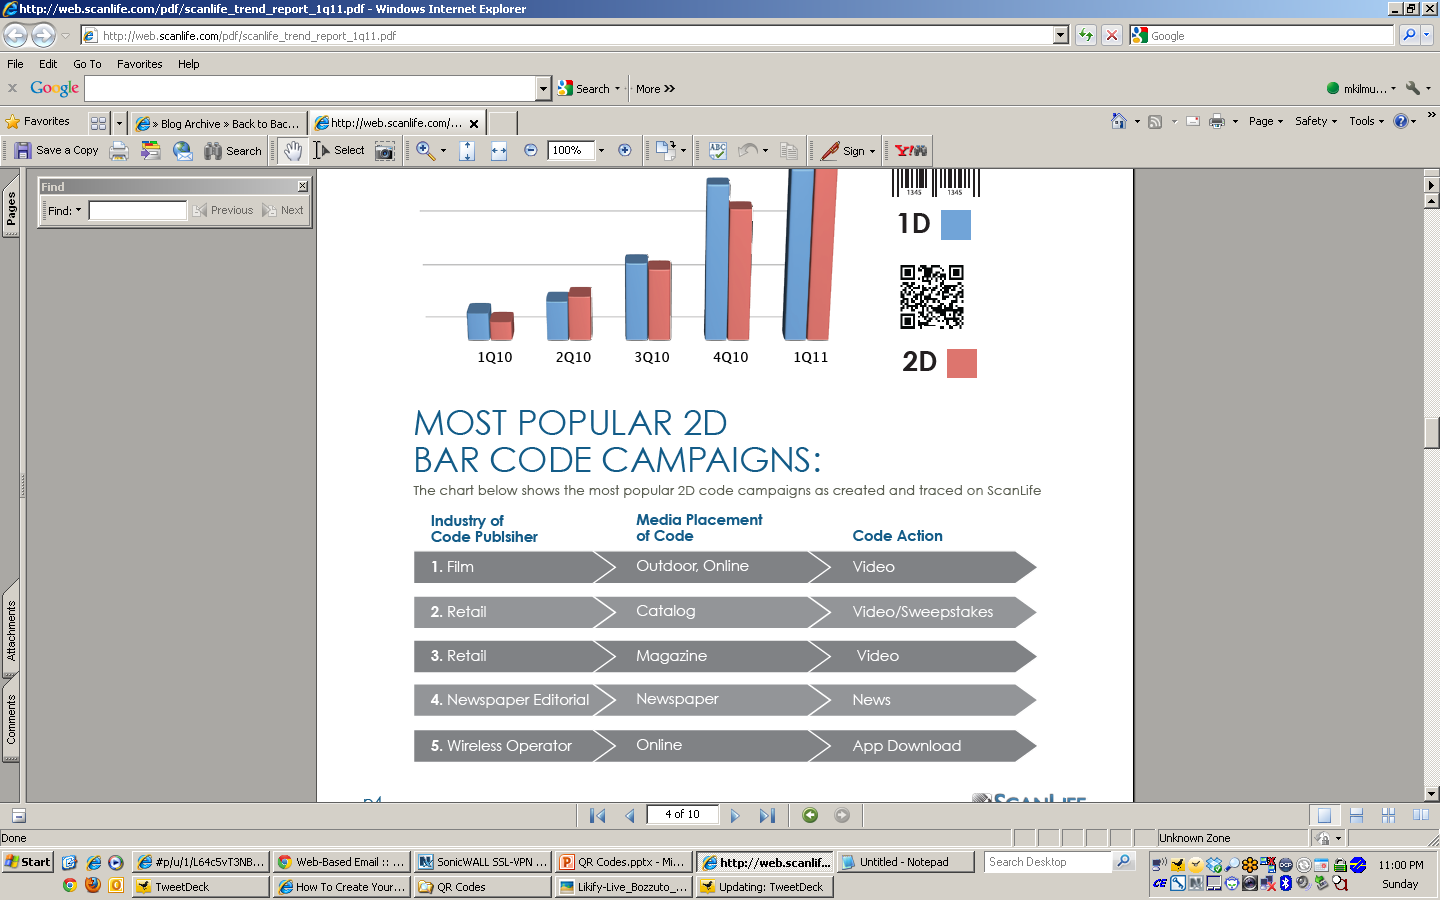 http://web.scanlife.com/pdf/scanlife_trend_report_1q11.pdf - Windows Internet Explorer
http://web.scanlife.com/pdf/scanlife_trend_report_1q11.pdf
Google
File Edit Go To Favorites Help
x Google Search More » mkilmu...
Favorites » Blog Archive » Back to Bac... http://web.scanlife.com/... Page Safety Tools
Save a Copy Search Select 100% Sign Y!
Find
Find: Previous Next
Pages
Attachments
Comments
1345 1345
1D
2D
1Q10 2Q10 3Q10 4Q10 1Q11
MOST POPULAR 2D
BAR CODE CAMPAIGNS:
The chart below shows the most popular 2D code campaigns as created and traced on ScanLife
Industry of
Code Publsiher
Media Placement
of Code
Code Action
1. Film Outdoor, Online Video
2. Retail Catalog Video/Sweepstakes
3. Retail Magazine Video
4. Newspaper Editorial Newspaper News
5. Wireless Operator Online App Download
p4 SCANLIFE
4 of 10
Done Unknown Zone
Start #p/u/1/L64c5vT3NB... Web-Based Email :: ... SonicWALL SSL-VPN ... QR Codes.pptx - Mi... http://web.scanlif... Untitled - Notepad Search Desktop 11:00 PM
TweetDeck How To Create Your... QR Codes Likify-Live_Bozzuto_... Updating: TweetDeck Sunday